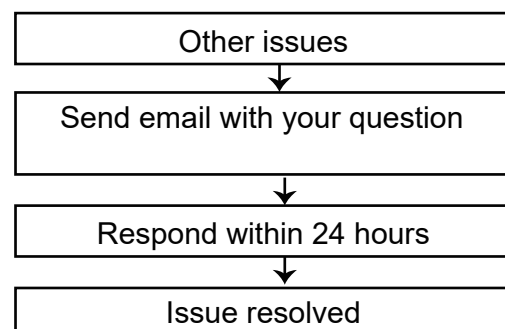 Other issues
Send email with your question
Respond within 24 hours
Issue resolved